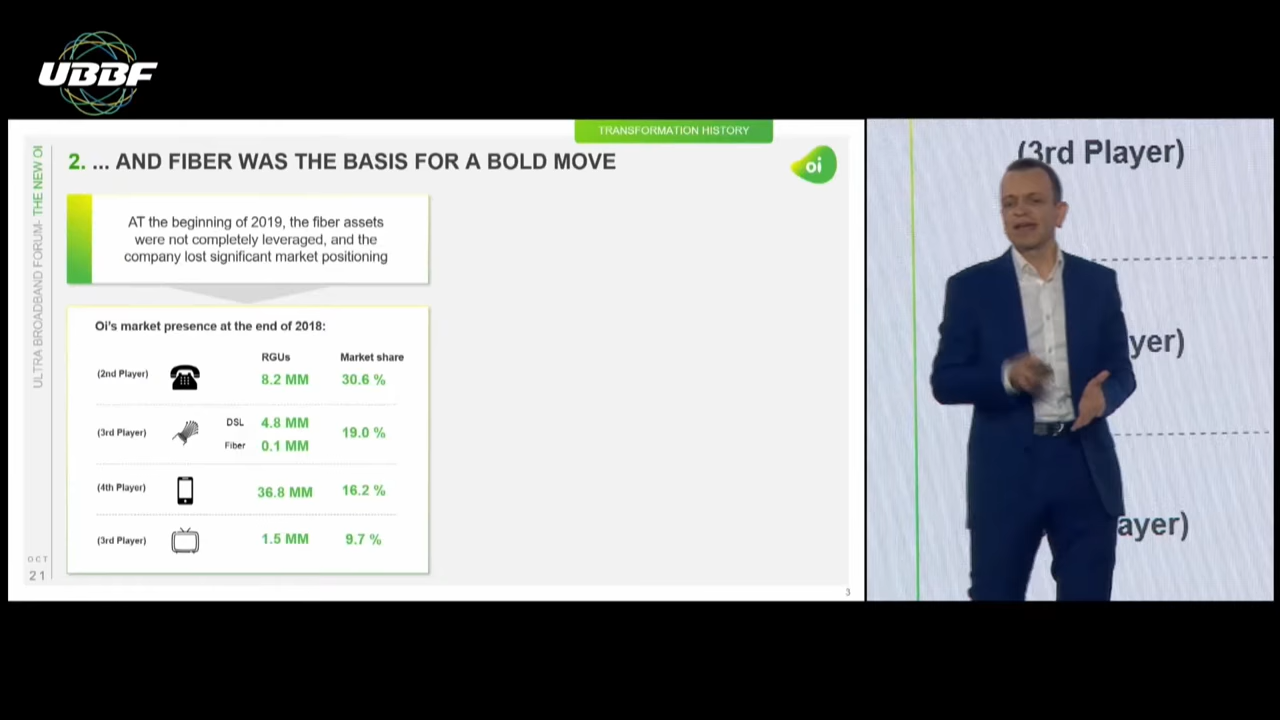 UBBF
TRANSFORMATION HISTORY
2. ... AND FIBER WAS THE BASIS FOR A BOLD MOVE
oi
ULTRA BROADBAND FORUM- THE NEW OI
AT the beginning of 2019, the fiber assets
were not completely leveraged, and the
company lost significant market positioning
Oi's market presence at the end of 2018:
RGUs Market share
(2nd Player) 8.2 MM 30.6 %
(3rd Player) DSL 4.8 MM 19.0 %
Fiber 0.1 MM
(4th Player) 36.8 MM 16.2 %
(3rd Player) 1.5 MM 9.7 %
OCT
21
3
(3rd Player)
yer)
ayer)